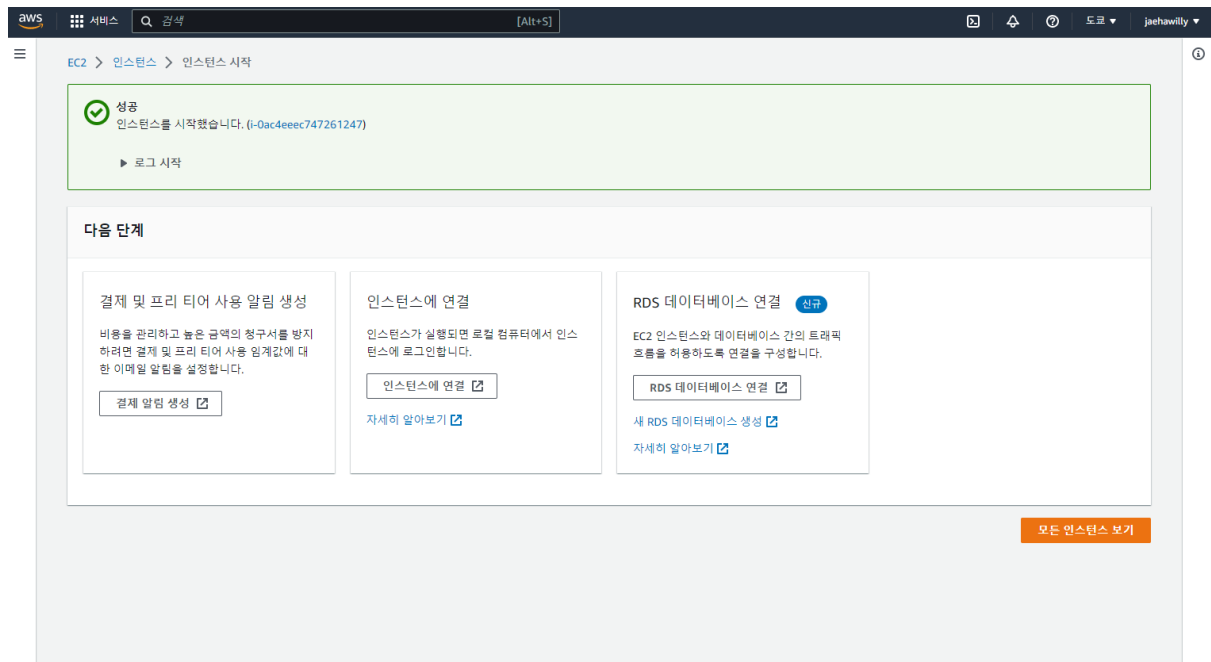 aws
서비스
검색
[Alt+S]
도쿄
jaehawilly
EC2 > 인스턴스 > 인스턴스 시작
성공
인스턴스를 시작했습니다. (i-0ac4eeec747261247)
로그 시작
다음 단계
결제 및 프리 티어 사용 알림 생성
비용을 관리하고 높은 금액의 청구서를 방지
하려면 결제 및 프리 티어 사용 임계값에 대
한 이메일 알림을 설정합니다.
결제 알림 생성
인스턴스에 연결
인스턴스가 실행되면 로컬 컴퓨터에서 인스
턴스에 로그인합니다.
인스턴스에 연결
자세히 알아보기
RDS 데이터베이스 연결 신규
EC2 인스턴스와 데이터베이스 간의 트래픽
흐름을 허용하도록 연결을 구성합니다.
RDS 데이터베이스 연결
새 RDS 데이터베이스 생성
자세히 알아보기
모든 인스턴스 보기